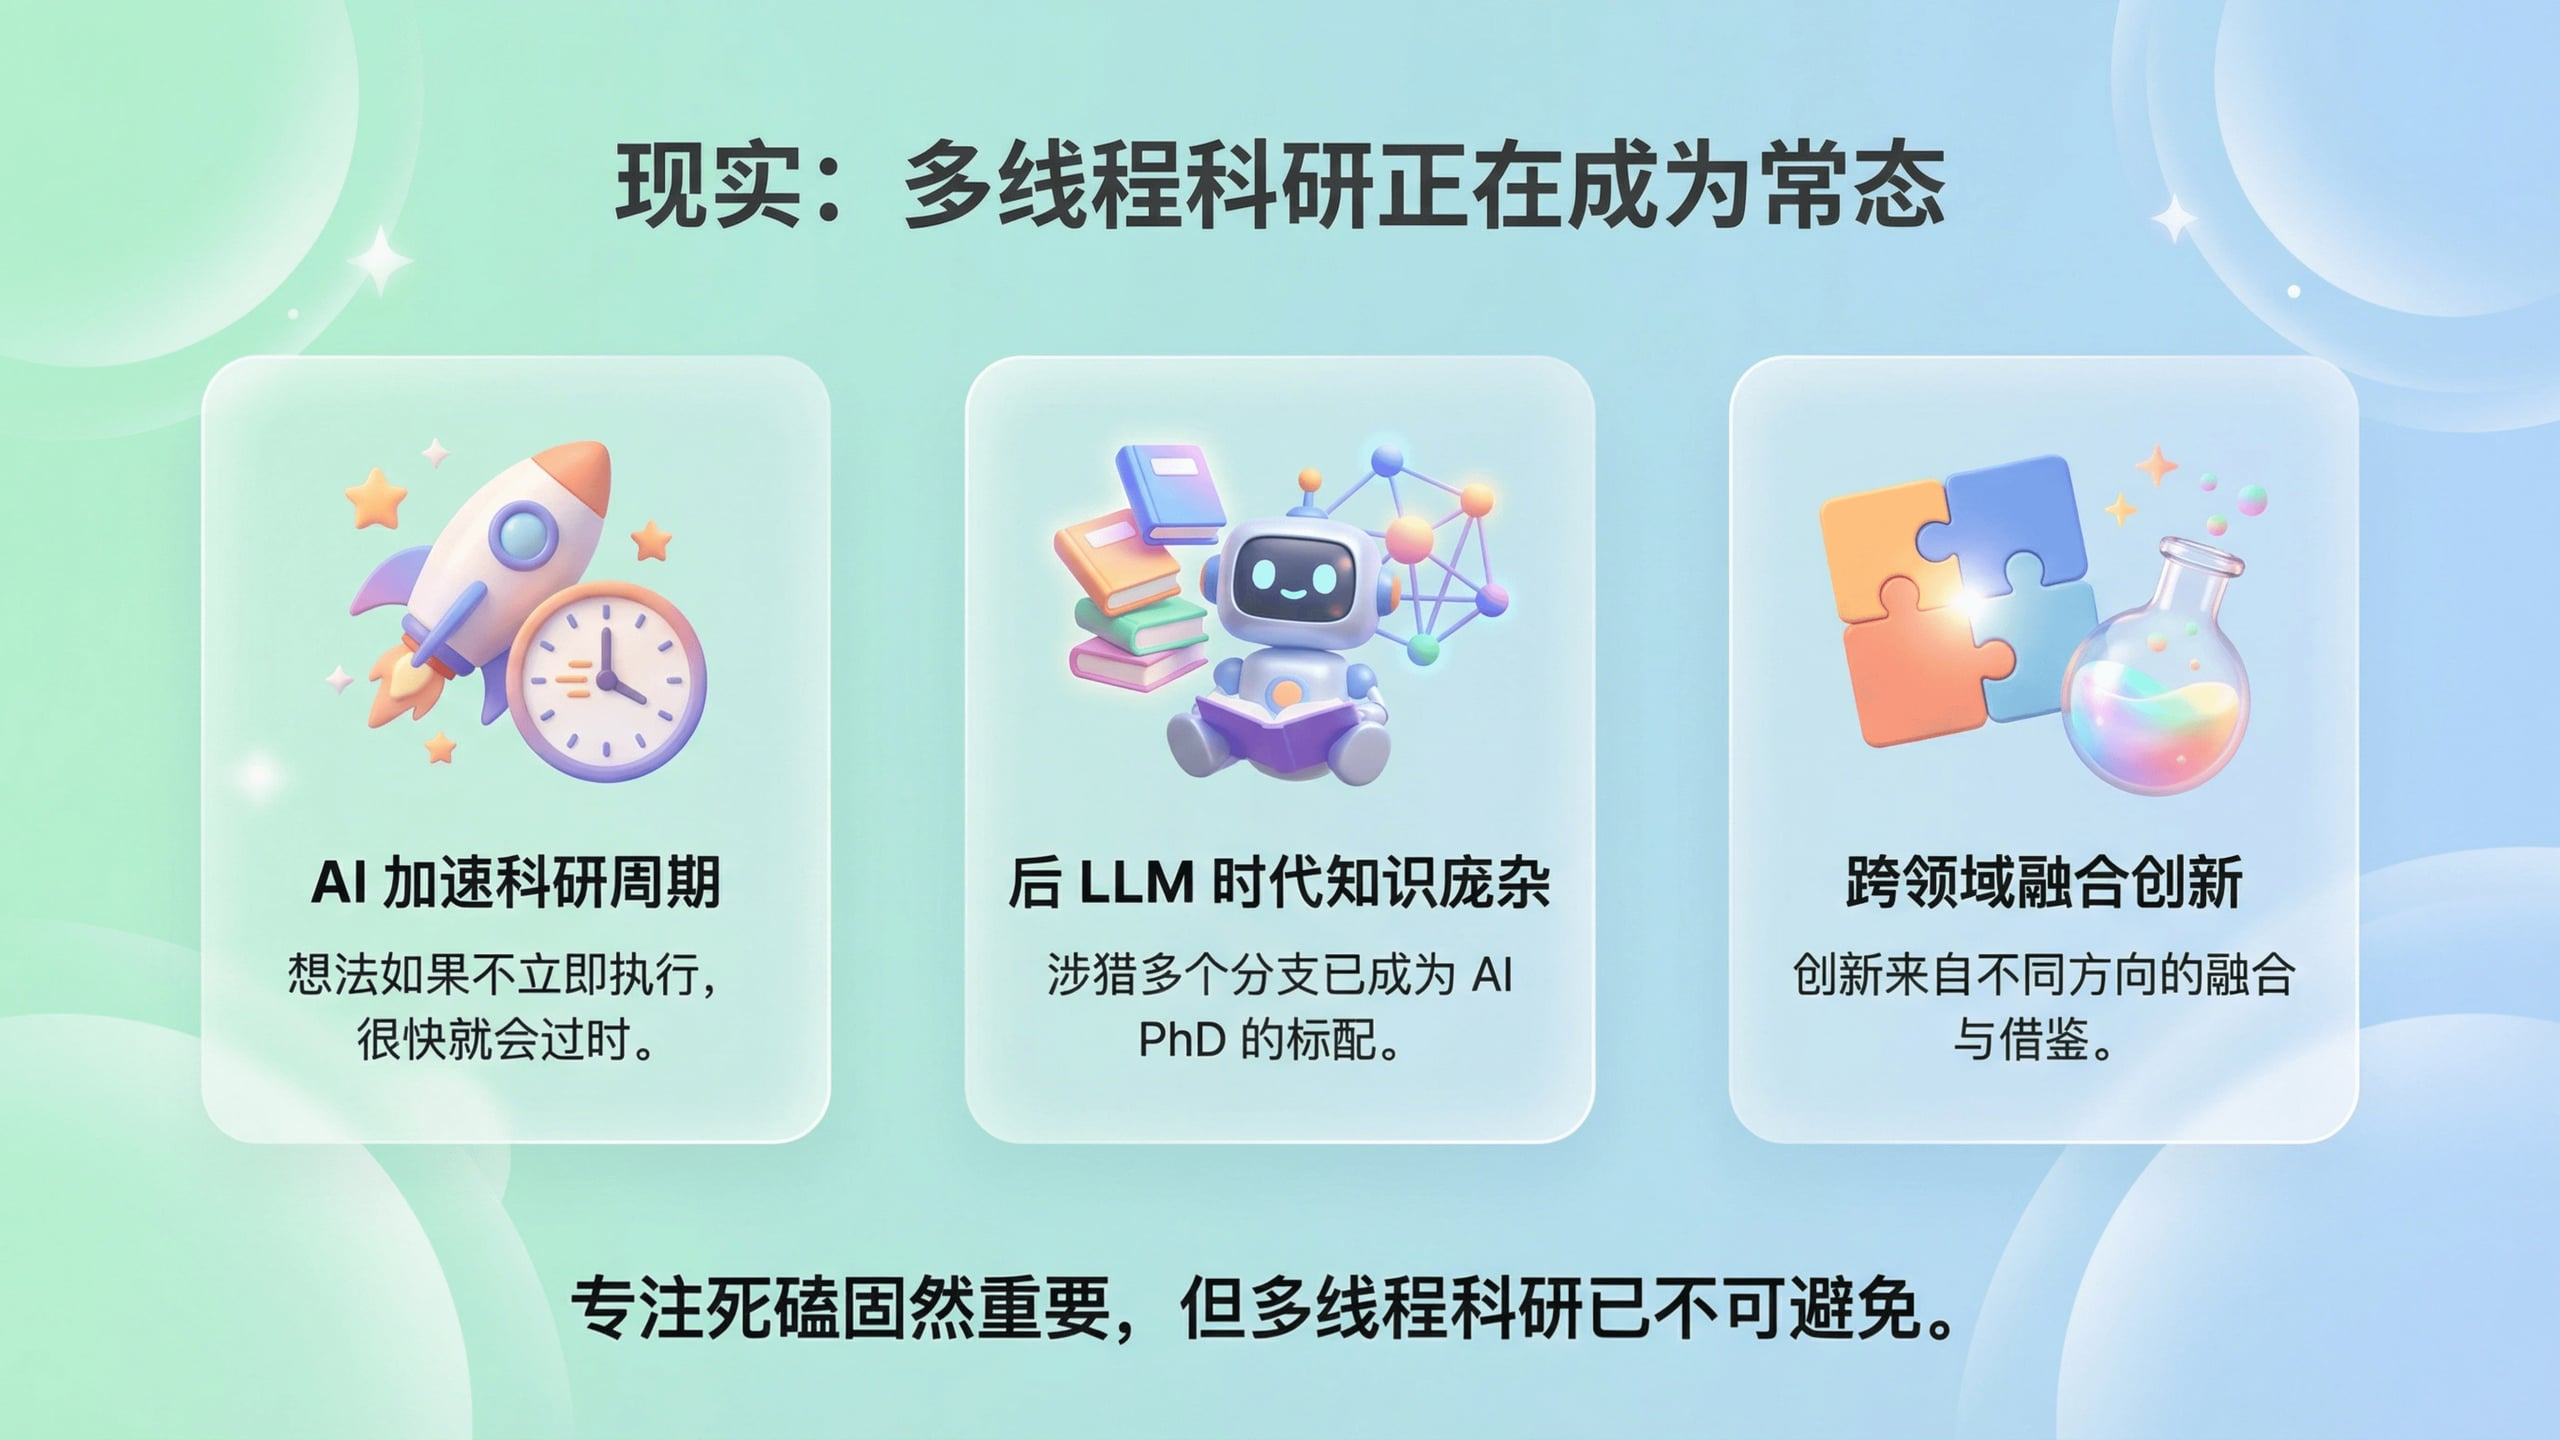 现实：多线程科研正在成为常态
AI 加速科研周期
想法如果不立即执行，
很快就会过时。
后 LLM 时代知识庞杂
涉猎多个分支已成为 AI
PhD 的标配。
跨领域融合创新
创新来自不同方向的融合
与借鉴。
专注死磕固然重要，但多线程科研已不可避免。